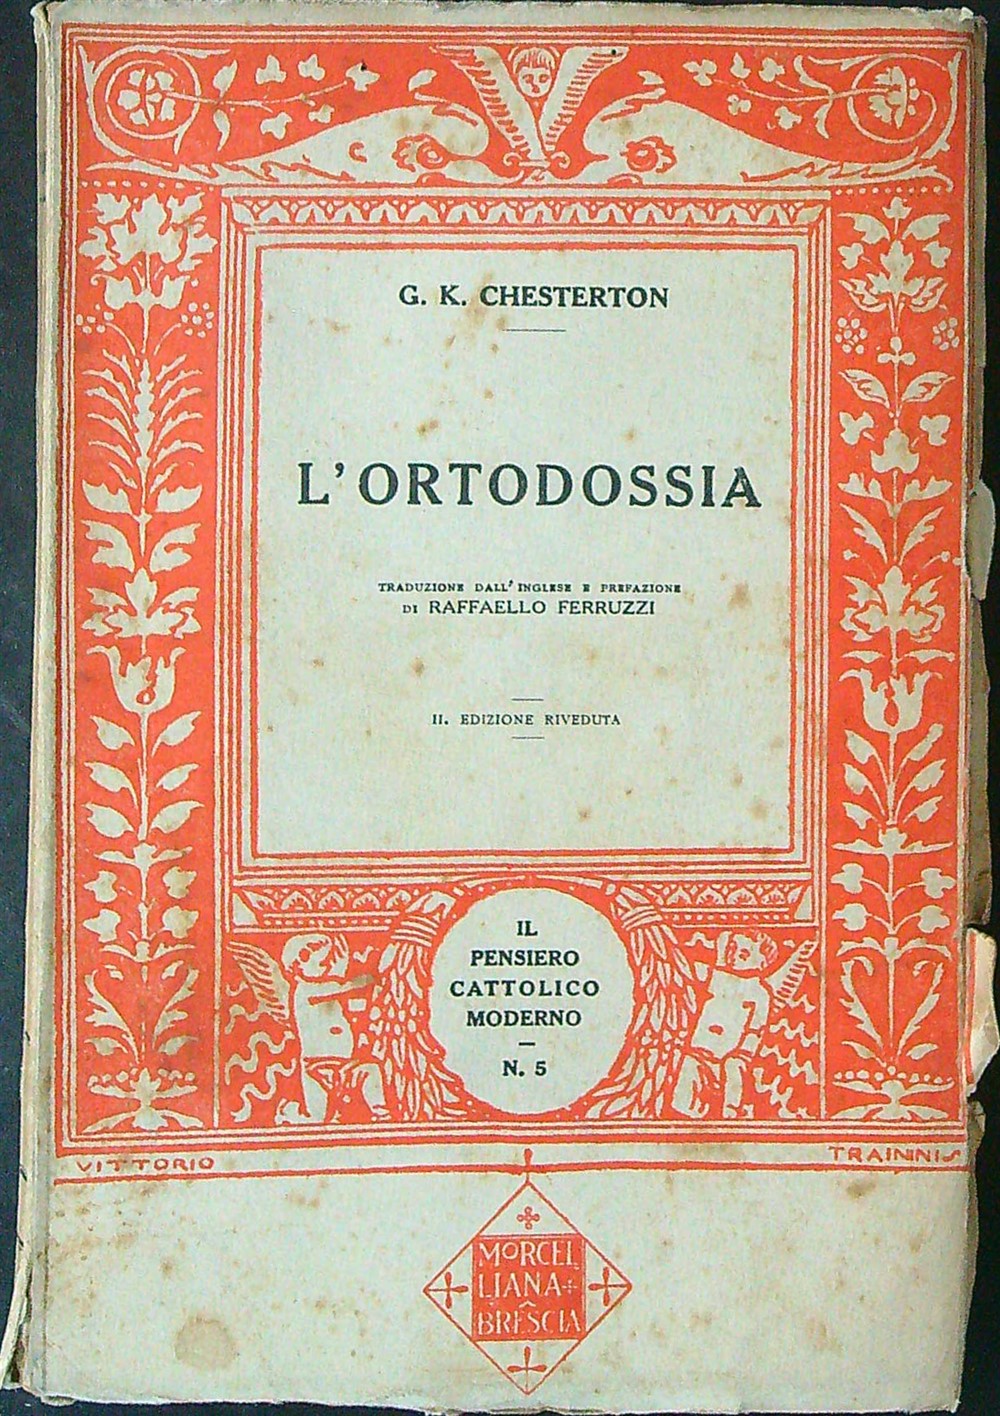 G. K. CHESTERTON
L'ORTODOSSIA
TRADUZIONE DALL'INGLESE E PREFAZIONE
DI RAFFAELLO FERRUZZI
II. EDIZIONE RIVEDUTA
IL
PENSIERO
CATTOLICO
MODERNO
—
N. 5
VITTORIO TRAININIS
MORCEL
LIANA
BRESCIA